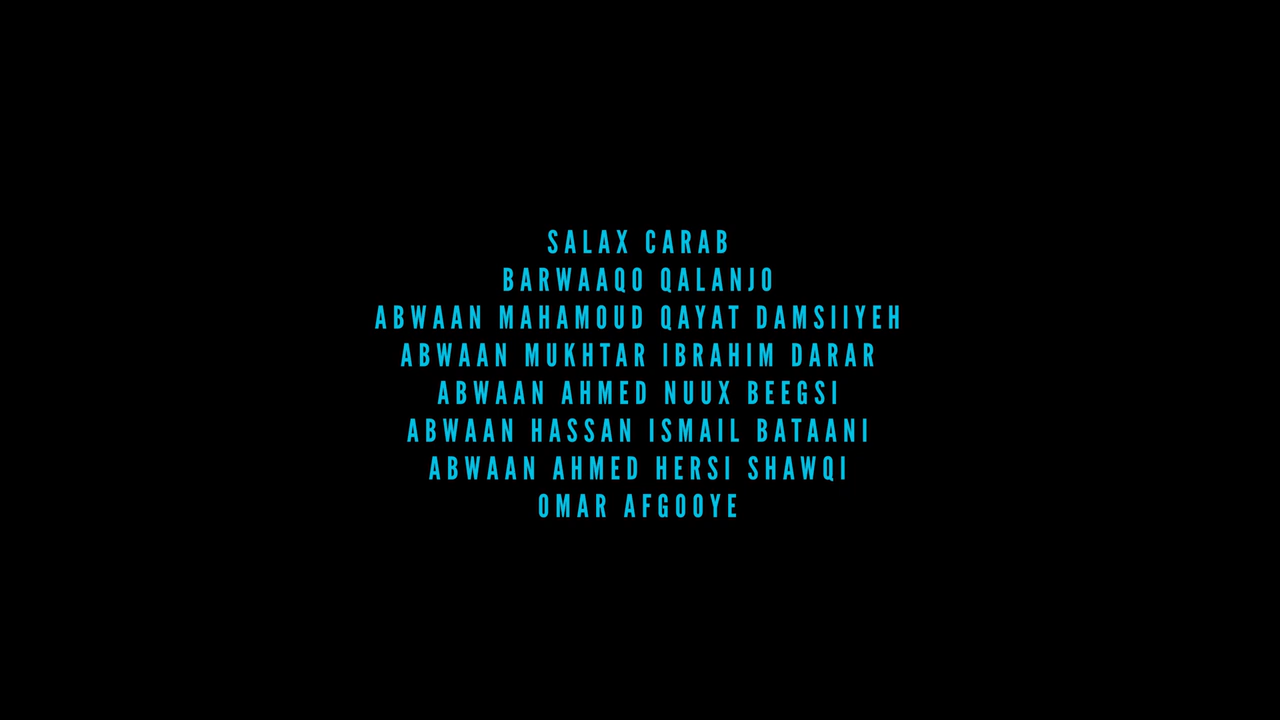 SALAX CARAB
BARWAAQO QALANJO
ABWAAN MAHAMOUD QAYAT DAMSIIYEH
ABWAAN MUKHTAR IBRAHIM DARAR
ABWAAN AHMED NUUX BEEGSI
ABWAAN HASSAN ISMAIL BATAANI
ABWAAN AHMED HERSI SHAWQI
OMAR AFGOOYE